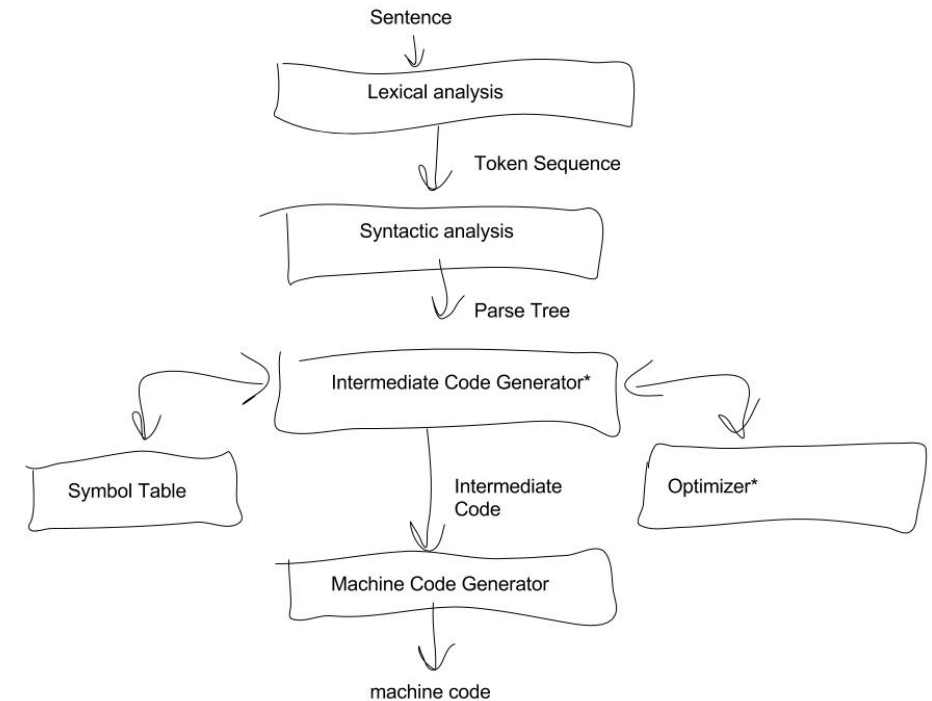 Sentence
Lexical analysis
Token Sequence
Syntactic analysis
Parse Tree
Intermediate Code Generator*
Symbol Table
Intermediate
Code
Optimizer*
Machine Code Generator
machine code